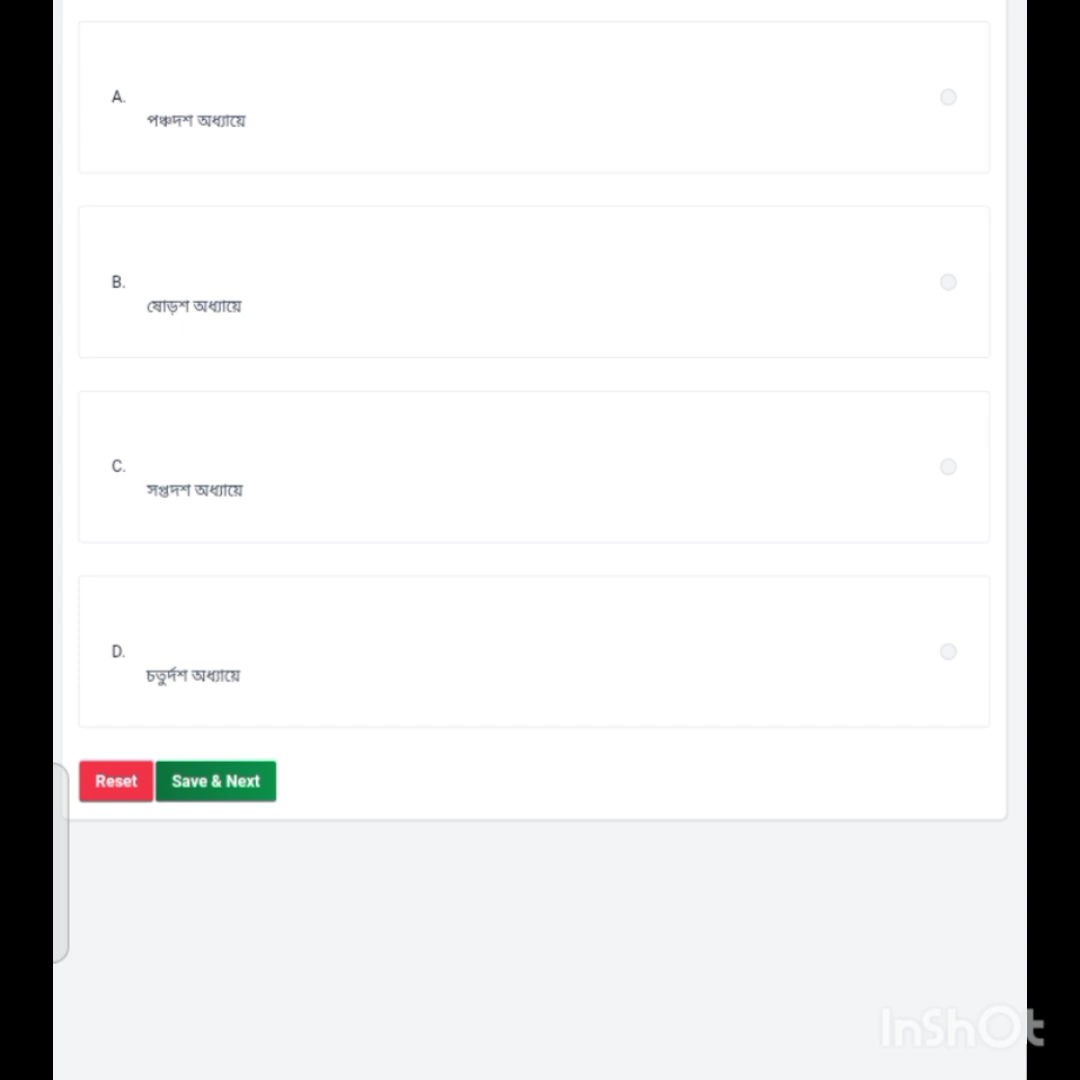 A.
পঞ্চদশ অধ্যায়ে
B.
ষোড়শ অধ্যায়ে
C.
সপ্তদশ অধ্যায়ে
D.
চতুর্দশ অধ্যায়ে
Reset Save & Next
InShOt